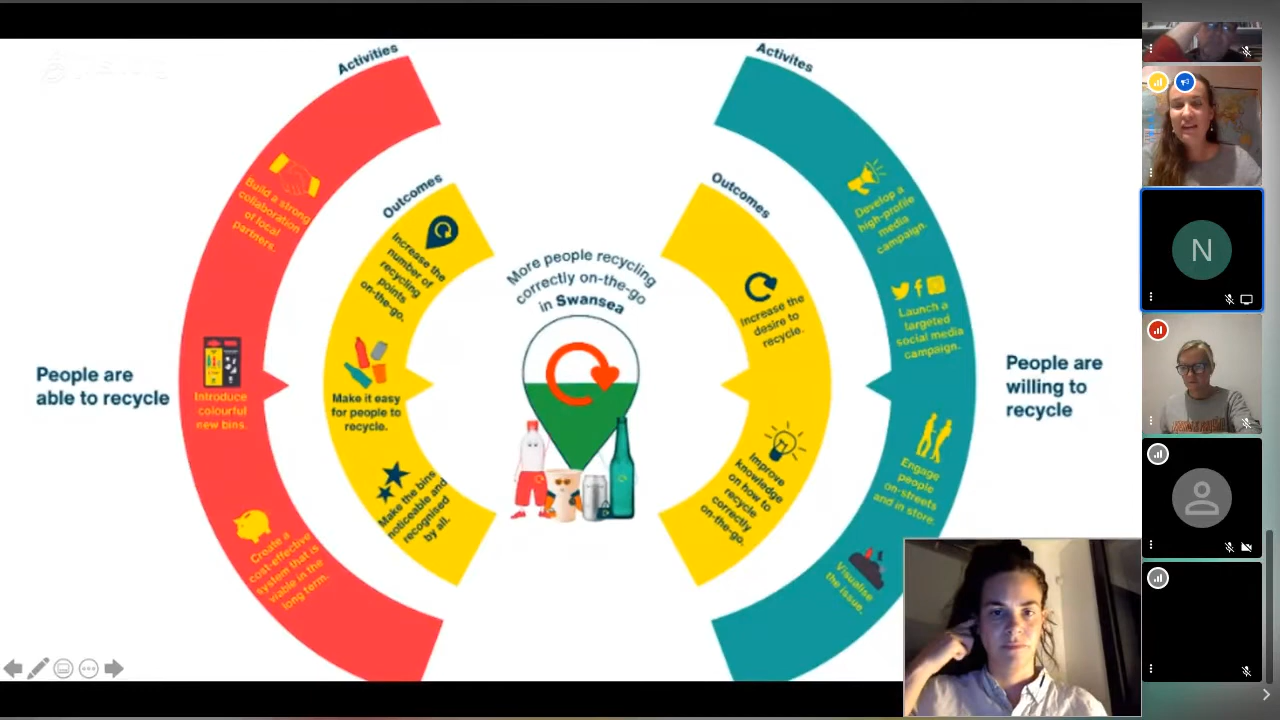 Activities
Build a strong
collaboration
of local
partners.
Introduce
colourful
new bins.
Create a
cost-effective
system that is
viable in the
long term.
People are
able to recycle
Outcomes
Increase the
number of
recycling
points
on-the-go.
Make it easy
for people to
recycle.
Make the bins
noticeable and
recognised
by all.
More people recycling
correctly on-the-go
in Swansea
Outcomes
Increase the
desire to
recycle.
Improve
knowledge
on how to
recycle
correctly
on-the-go.
Activites
Develop a
high-profile
media
campaign.
Launch a
targeted
social media
campaign.
Engage
people
on-streets
and in store.
Visualise
the issue.
People are
willing to
recycle
N